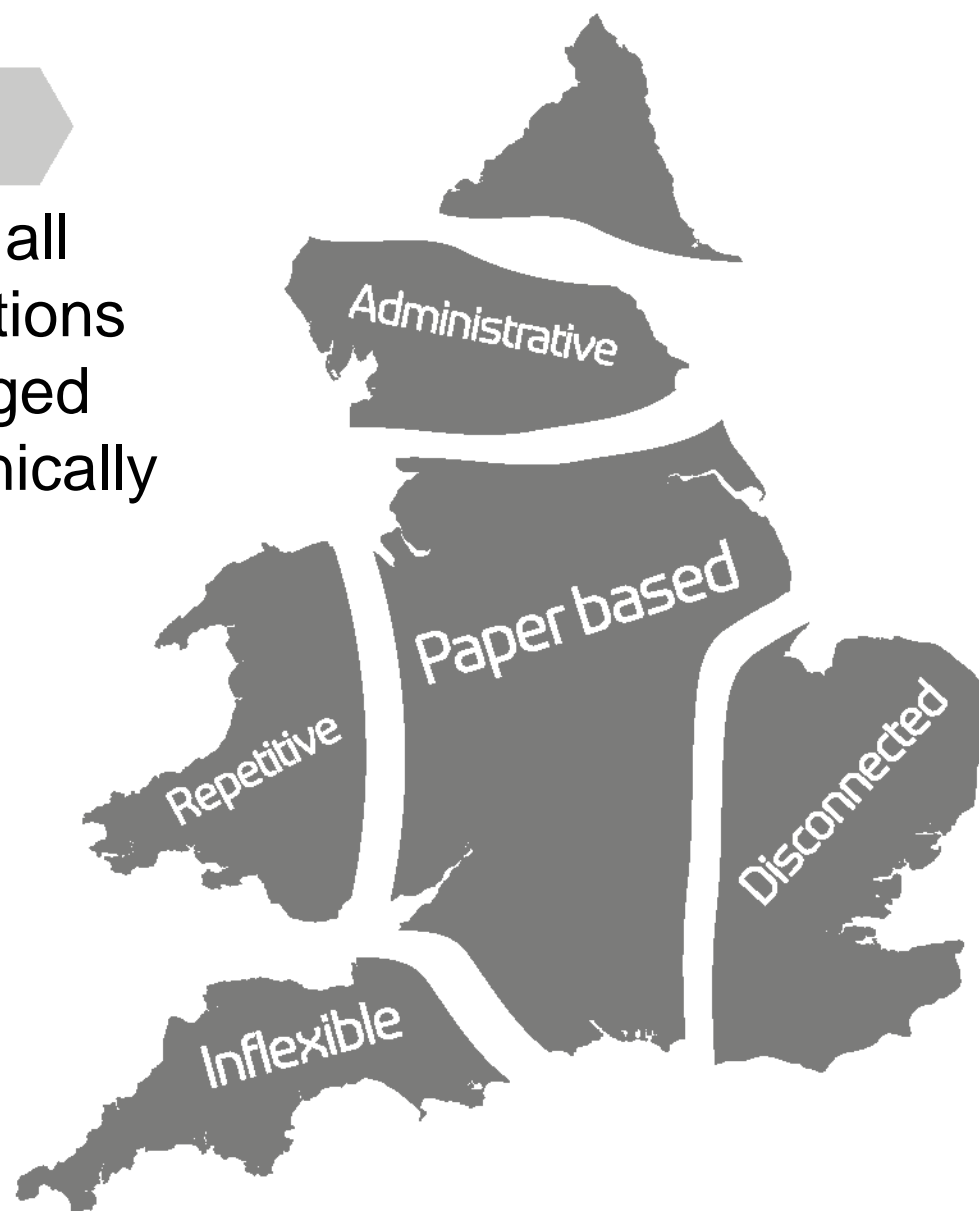 all
tions
ged
nically
Administrative
Paper based
Repetitive
Disconnected
Inflexible